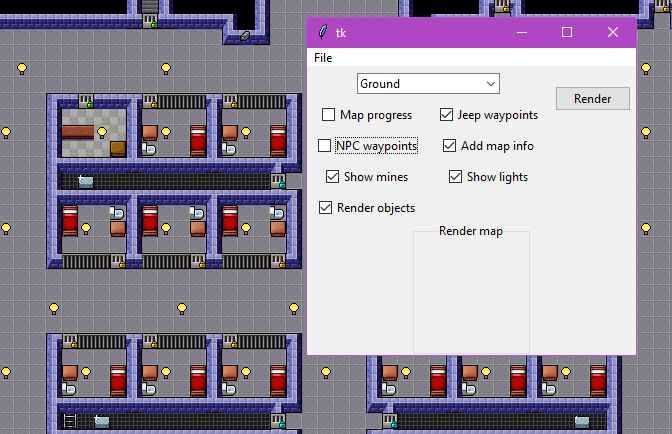 tk
File
Ground
Render
Map progress
Jeep waypoints
NPC waypoints
Add map info
Show mines
Show lights
Render objects
Render map